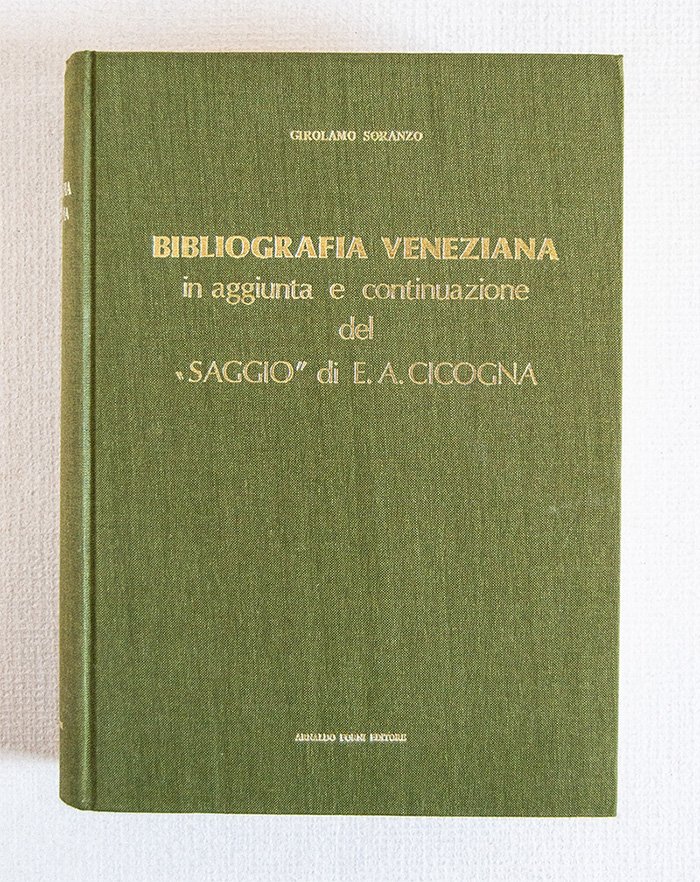 GIROLAMO SORANZO
BIBLIOGRAFIA VENEZIANA
in aggiunta e continuazione
del
"SAGGIO" di E. A. CICOGNA
ARNALDO FORNI EDITORE